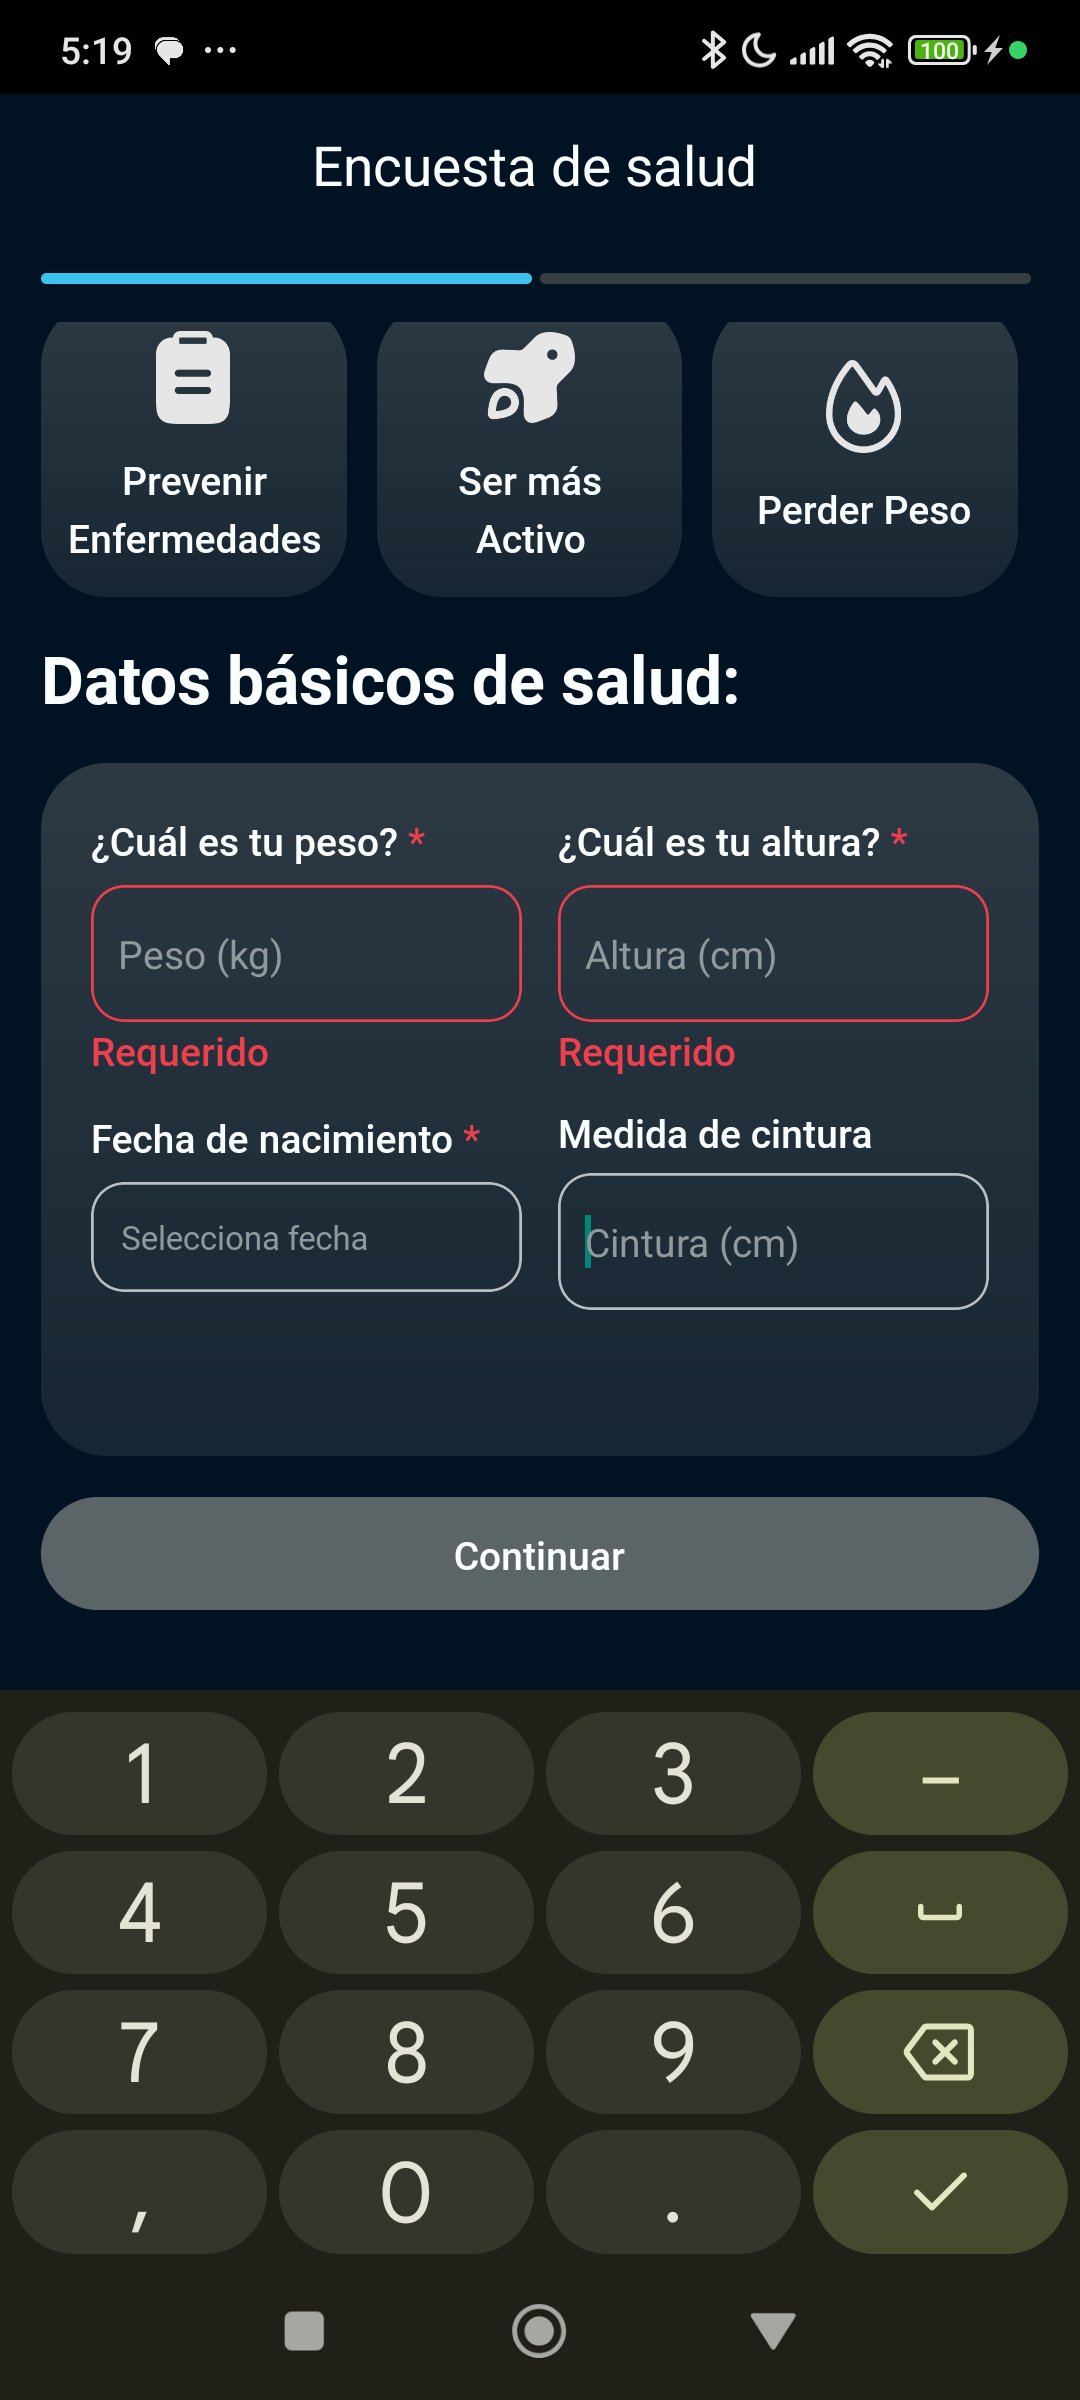 5:19
100
Encuesta de salud
Prevenir
Enfermedades
Ser más
Activo
Perder Peso
Datos básicos de salud:
¿Cuál es tu peso? *
¿Cuál es tu altura? *
Peso (kg)
Altura (cm)
Requerido
Requerido
Fecha de nacimiento *
Medida de cintura
Selecciona fecha
Cintura (cm)
Continuar
1 2 3 –
4 5 6
7 8 9
, 0 .